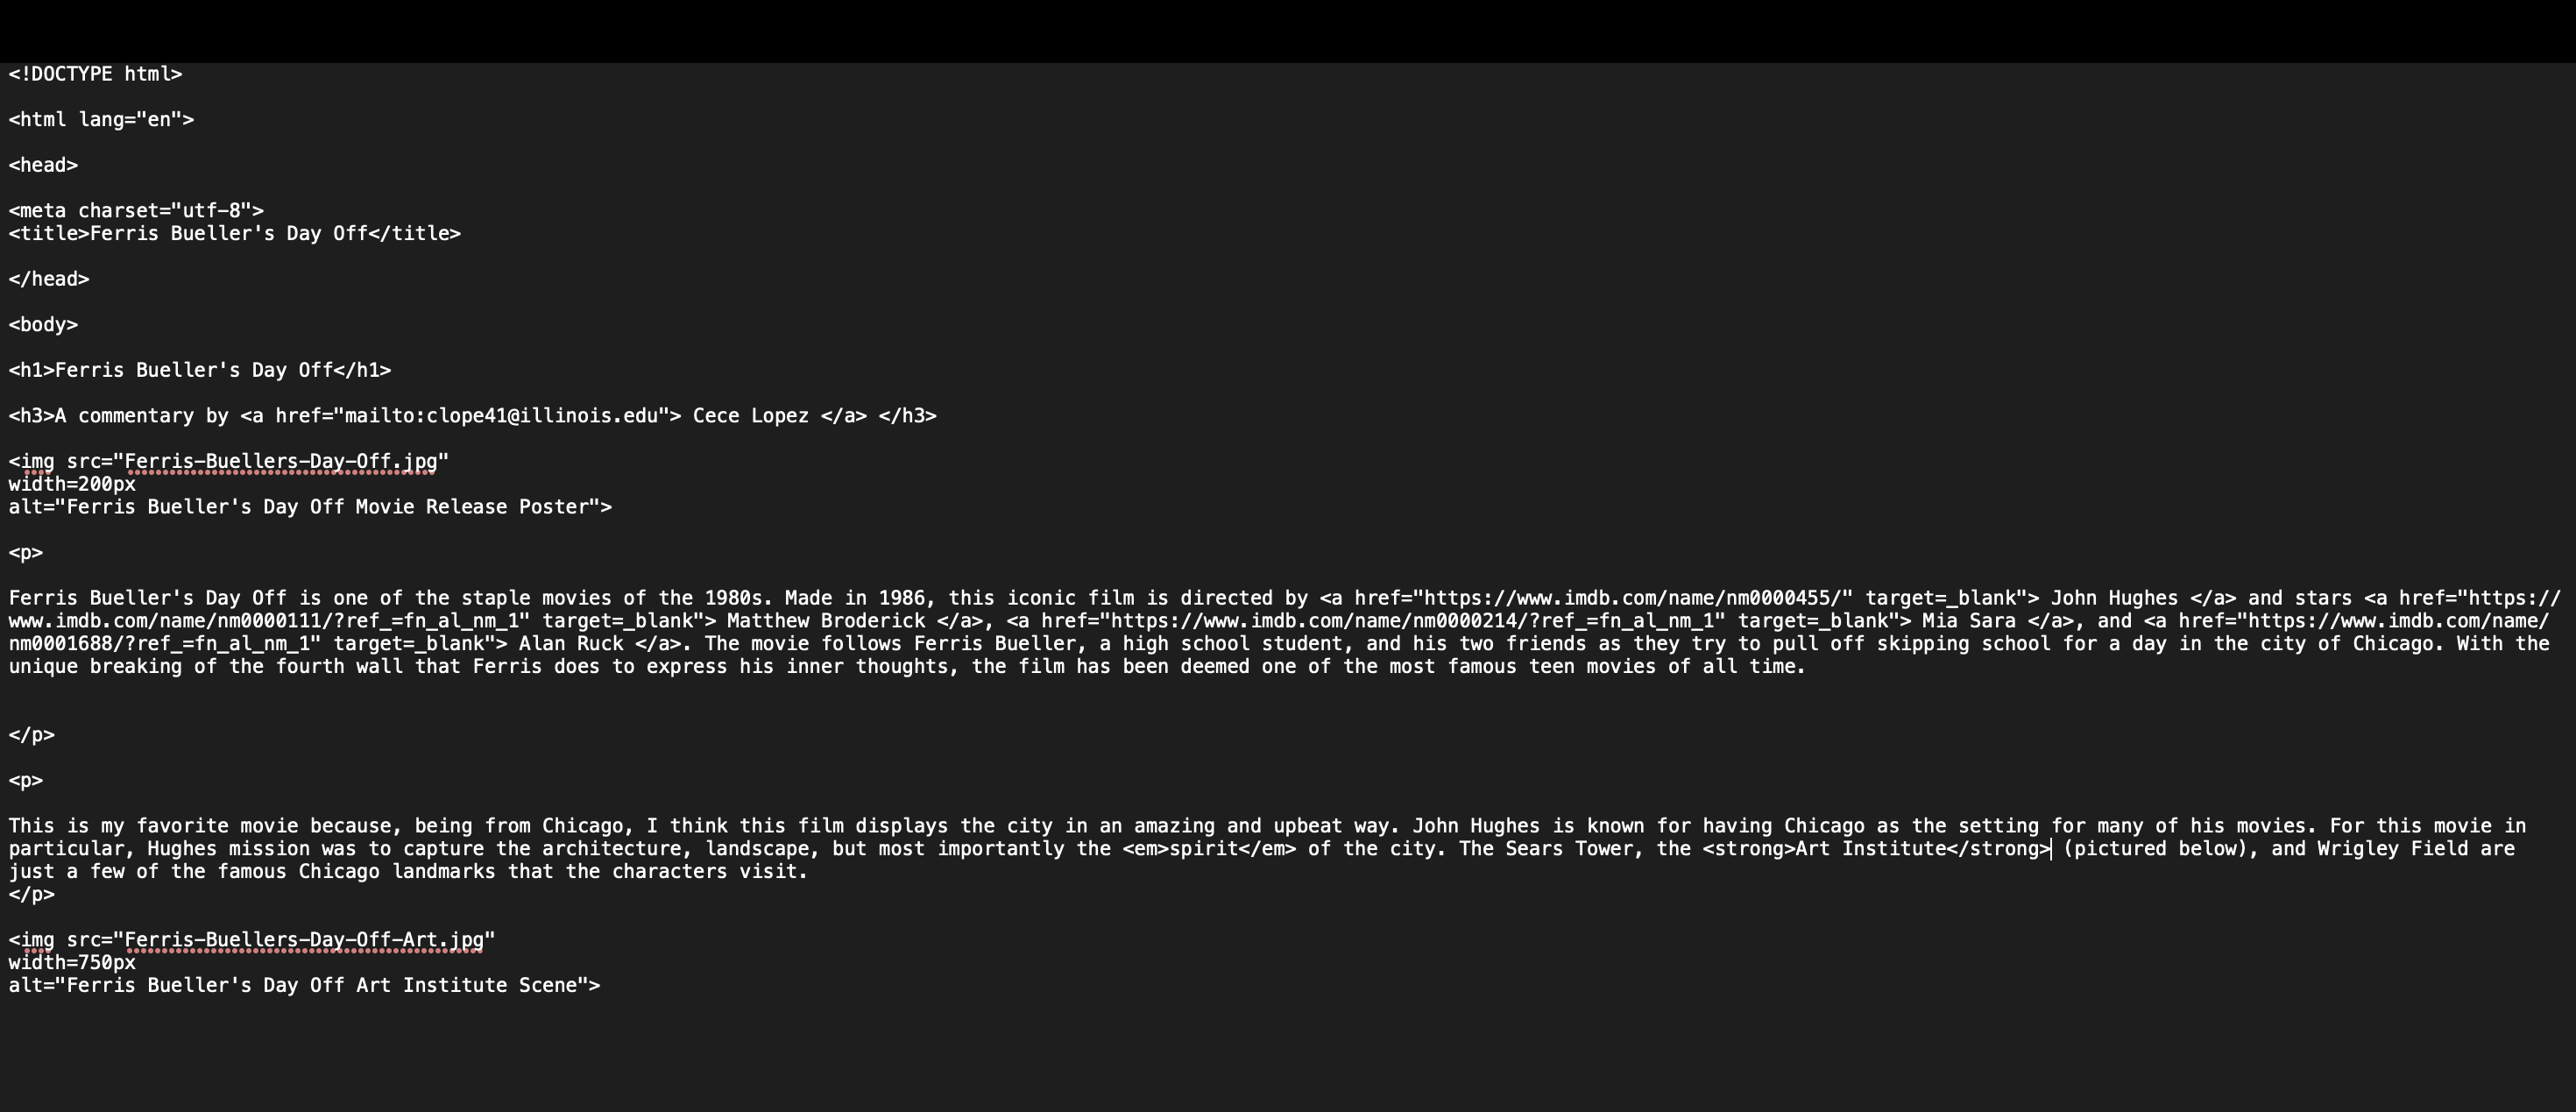 <!DOCTYPE html>
<html lang="en">
<head>
<meta charset="utf-8">
<title>Ferris Bueller's Day Off</title>
</head>
<body>
<h1>Ferris Bueller's Day Off</h1>
<h3>A commentary by <a href="mailto:clope41@illinois.edu"> Cece Lopez </a> </h3>
<img src="Ferris-Buellers-Day-Off.jpg"
width=200px
alt="Ferris Bueller's Day Off Movie Release Poster">
<p>
Ferris Bueller's Day Off is one of the staple movies of the 1980s. Made in 1986, this iconic film is directed by <a href="https://www.imdb.com/name/nm0000455/" target=_blank"> John Hughes </a> and stars <a href="https://
www.imdb.com/name/nm0000111/?ref_=fn_al_nm_1" target=_blank"> Matthew Broderick </a>, <a href="https://www.imdb.com/name/nm0000214/?ref_=fn_al_nm_1" target=_blank"> Mia Sara </a>, and <a href="https://www.imdb.com/name/
nm0001688/?ref_=fn_al_nm_1" target=_blank"> Alan Ruck </a>. The movie follows Ferris Bueller, a high school student, and his two friends as they try to pull off skipping school for a day in the city of Chicago. With the
unique breaking of the fourth wall that Ferris does to express his inner thoughts, the film has been deemed one of the most famous teen movies of all time.
</p>
<p>
This is my favorite movie because, being from Chicago, I think this film displays the city in an amazing and upbeat way. John Hughes is known for having Chicago as the setting for many of his movies. For this movie in
particular, Hughes mission was to capture the architecture, landscape, but most importantly the <em>spirit</em> of the city. The Sears Tower, the <strong>Art Institute</strong> (pictured below), and Wrigley Field are
just a few of the famous Chicago landmarks that the characters visit.
</p>
<img src="Ferris-Buellers-Day-Off-Art.jpg"
width=750px
alt="Ferris Bueller's Day Off Art Institute Scene">